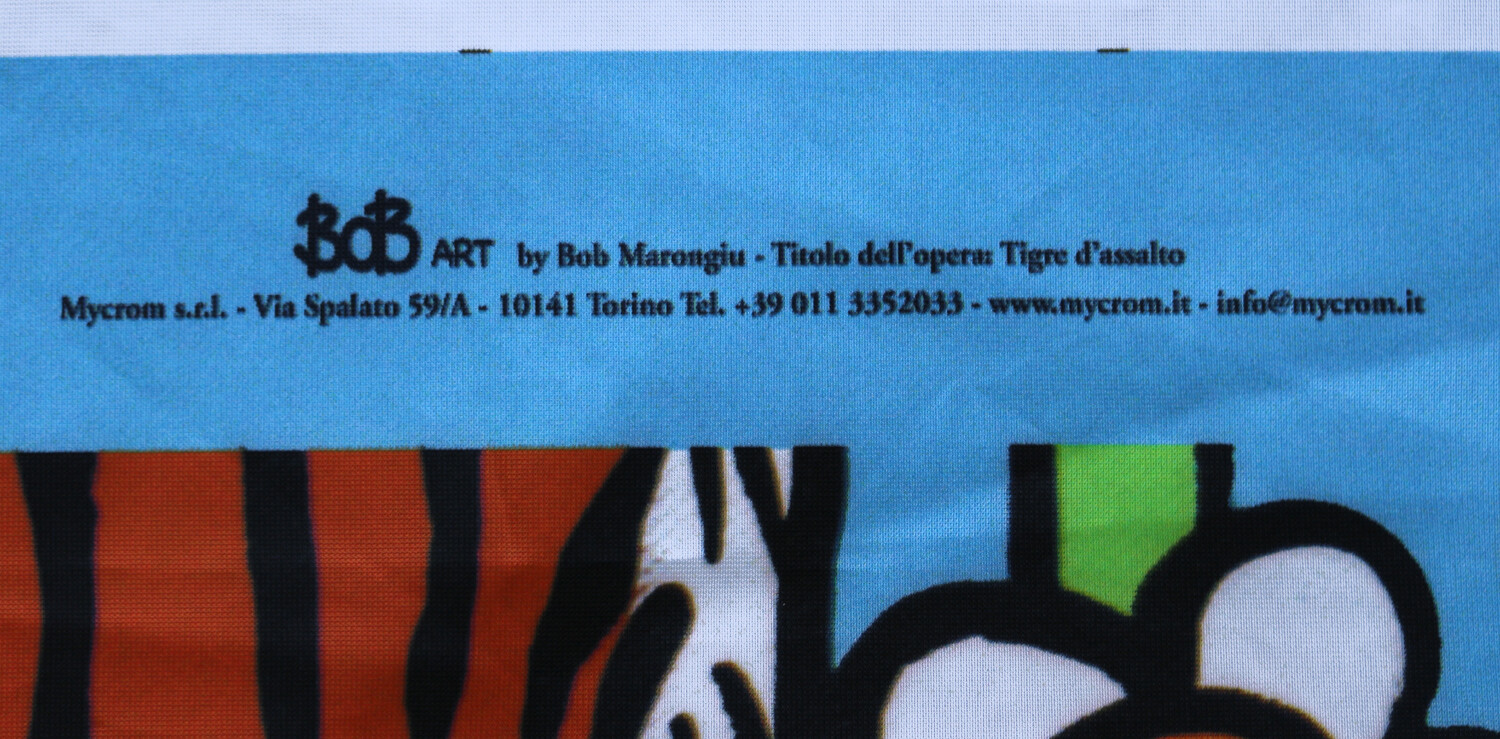 BOB ART by Bob Marongiu - Titolo dell'opera: Tigre d'assalto
Mycrom s.r.l. - Via Spalato 59/A - 10141 Torino Tel. +39 011 3352033 - www.mycrom.it - info@mycrom.it